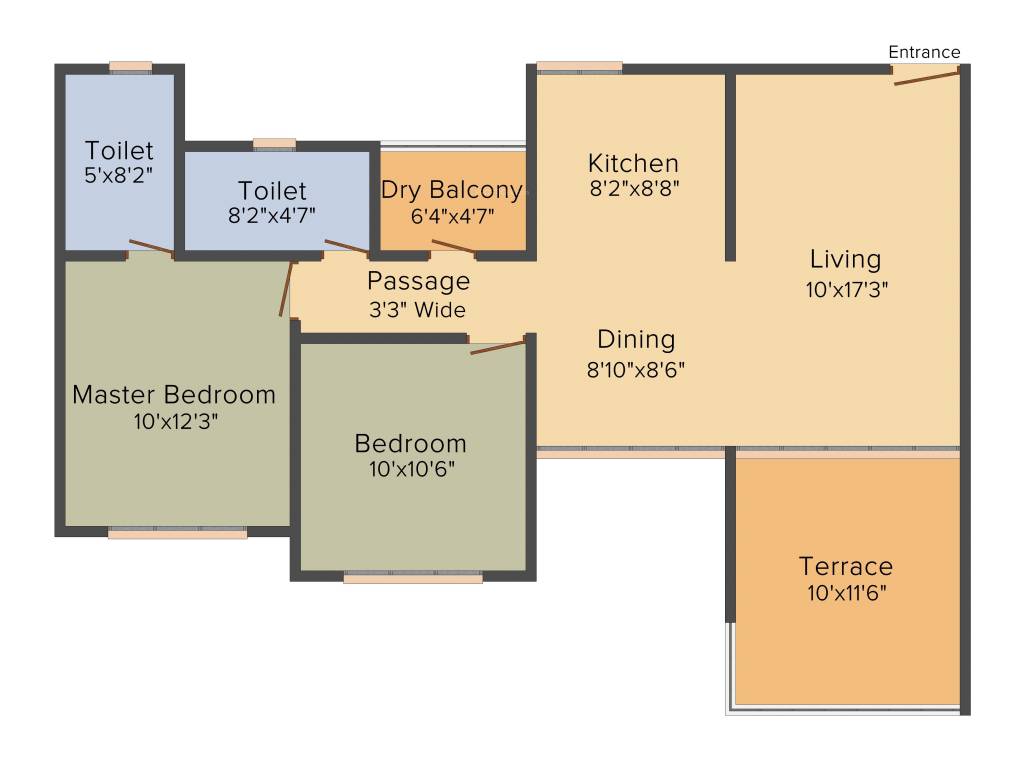 Entrance
Toilet
5'x8'2"
Toilet
8'2"x4'7"
Dry Balcony
6'4"x4'7"
Kitchen
8'2"x8'8"
Living
10'x17'3"
Passage
3'3" Wide
Dining
8'10"x8'6"
Master Bedroom
10'x12'3"
Bedroom
10'x10'6"
Terrace
10'x11'6"